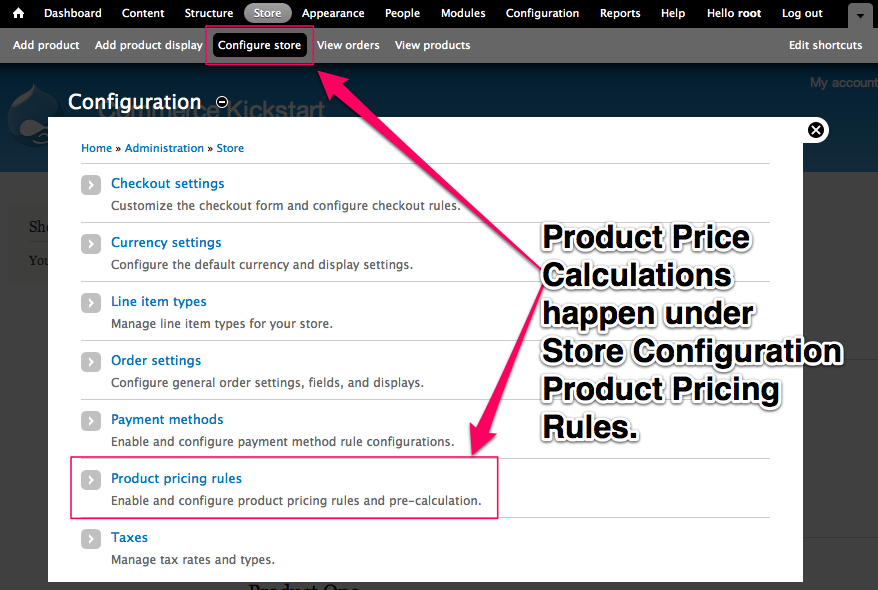 Dashboard Content Structure Store Appearance People Modules Configuration Reports Help Hello root Log out
Add product Add product display Configure store View orders View products Edit shortcuts
My account
Configuration
Commerce Kickstart
Home » Administration » Store
Checkout settings
Customize the checkout form and configure checkout rules.
Currency settings
Configure the default currency and display settings.
Line item types
Manage line item types for your store.
Order settings
Configure general order settings, fields, and displays.
Payment methods
Enable and configure payment method rule configurations.
Product pricing rules
Enable and configure product pricing rules and pre-calculation.
Taxes
Manage tax rates and types.
Product Price
Calculations
happen under
Store Configuration
Product Pricing
Rules.
Product One